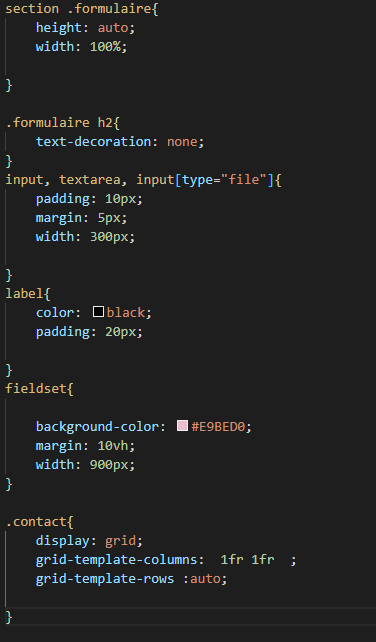 section .formulaire{
    height: auto;
    width: 100%;
}
.formulaire h2{
    text-decoration: none;
}
input, textarea, input[type="file"]{
    padding: 10px;
    margin: 5px;
    width: 300px;
}
label{
    color: black;
    padding: 20px;
}
fieldset{
    background-color: #E9BED0;
    margin: 10vh;
    width: 900px;
}
.contact{
    display: grid;
    grid-template-columns:  1fr 1fr  ;
    grid-template-rows :auto;
}